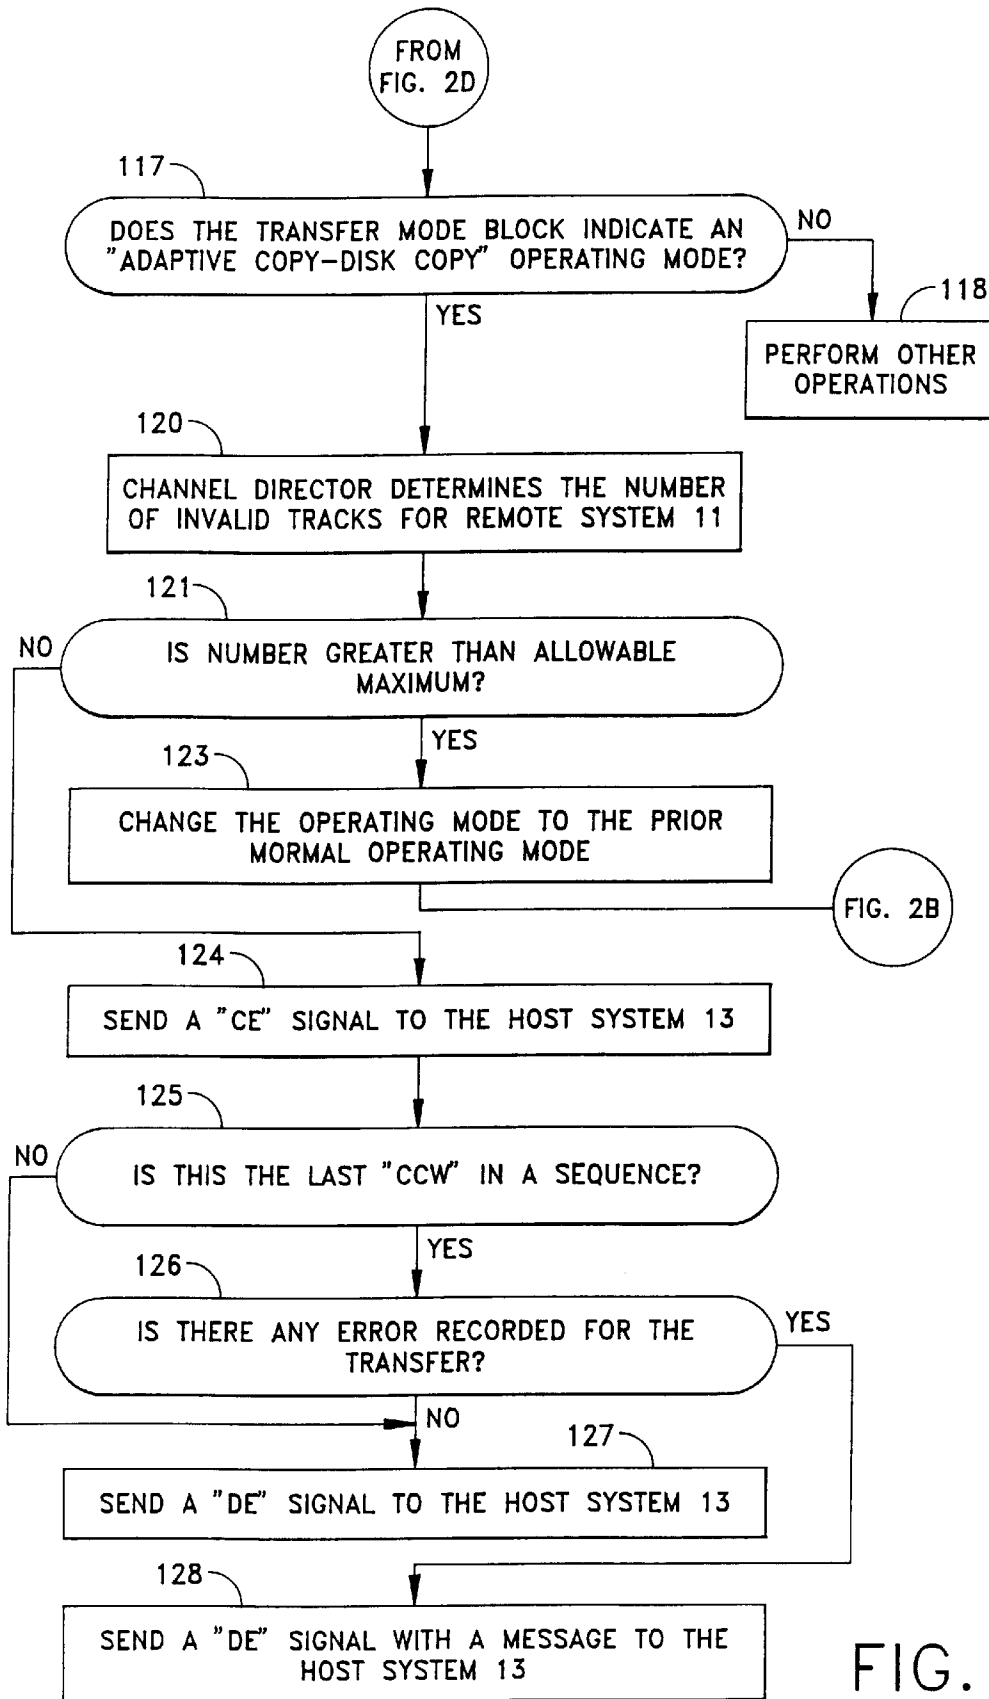 FROM
FIG. 2D
117
DOES THE TRANSFER MODE BLOCK INDICATE AN
"ADAPTIVE COPY-DISK COPY" OPERATING MODE?
NO
YES
118
PERFORM OTHER
OPERATIONS
120
CHANNEL DIRECTOR DETERMINES THE NUMBER
OF INVALID TRACKS FOR REMOTE SYSTEM 11
121
NO
IS NUMBER GREATER THAN ALLOWABLE
MAXIMUM?
YES
123
CHANGE THE OPERATING MODE TO THE PRIOR
MORMAL OPERATING MODE
FIG. 2B
124
SEND A "CE" SIGNAL TO THE HOST SYSTEM 13
125
NO
IS THIS THE LAST "CCW" IN A SEQUENCE?
YES
126
IS THERE ANY ERROR RECORDED FOR THE
TRANSFER?
YES
NO
127
SEND A "DE" SIGNAL TO THE HOST SYSTEM 13
128
SEND A "DE" SIGNAL WITH A MESSAGE TO THE
HOST SYSTEM 13
FIG.